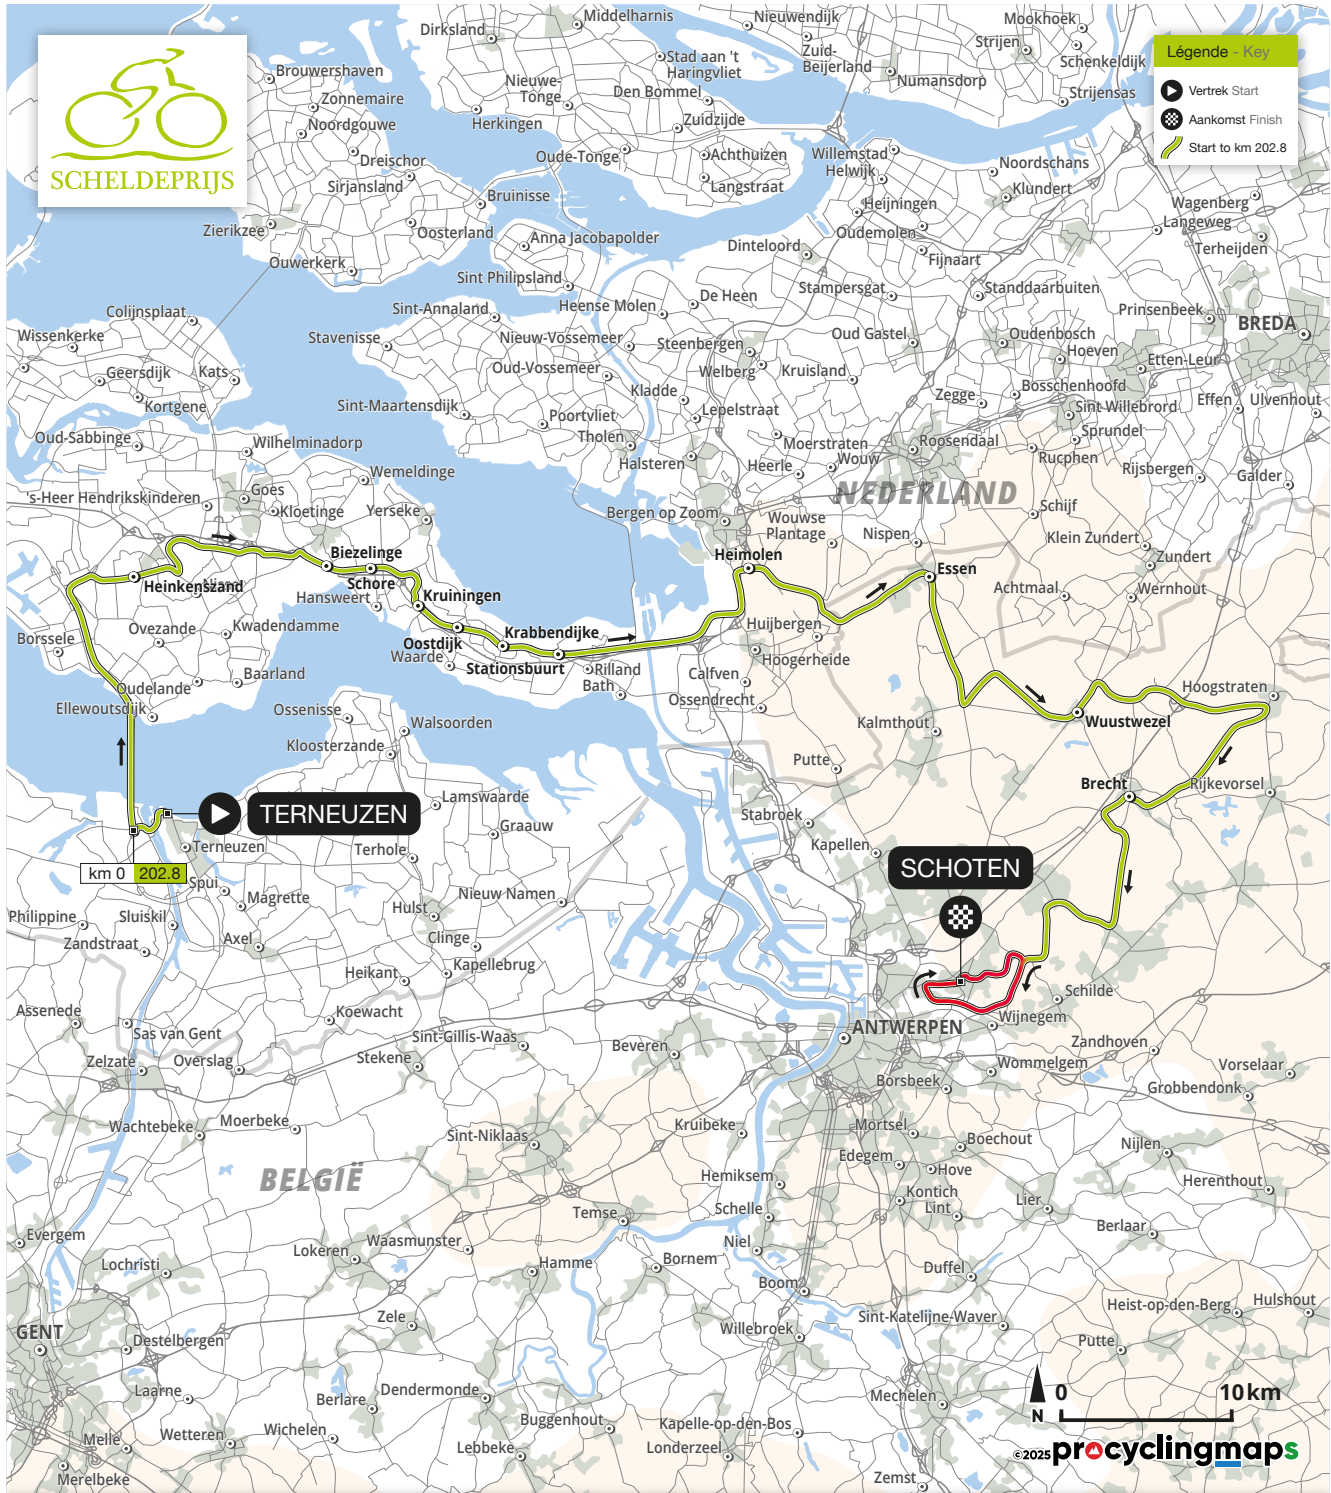 Dirksland
Middelharnis
Nieuwendijk
Mookhoek
Strijen
Zuid-
Beijerland
Schenkeldijk
Légende - Key
Vertrek Start
Aankomst Finish
Start to km 202.8
SCHELDEPRIJS
Brouwershaven
Zonnemaire
Noordgouwe
Stad aan 't
Haringvliet
Nieuwe-
Tonge
Den Bommel
Numansdorp
Strijensas
Herkingen
Zuidzijde
Dreischor
Sirjansland
Oude-Tonge
Achthuizen
Willemstad
Helwijk
Noordschans
Klundert
Langstraat
Bruinisse
Heijningen
Wagenberg
Langeweg
Zierikzee
Oosterland
Anna Jacobapolder
Dinteloord
Oudemolen
Terheijden
Ouwerkerk
Fijnaart
Sint Philipsland
Stampersgat
Standdaarbuiten
Colijnsplaat
Sint-Annaland
Heense Molen
De Heen
Prinsenbeek
BREDA
Wissenkerke
Stavenisse
Nieuw-Vossemeer
Steenbergen
Oud Gastel
Oudenbosch
Hoeven
Etten-Leur
Geersdijk
Kats
Oud-Vossemeer
Welberg
Kruisland
Bosschenhoofd
Kortgene
Sint-Maartensdijk
Kladde
Zegge
Effen
Ulvenhout
Poortvliet
Lepelstraat
Sint Willebrord
Oud-Sabbinge
Wilhelminadorp
Tholen
Moerstraten
Roosendaal
Sprundel
Wouw
Rucphen
Halsteren
Heerle
Rijsbergen
Galder
Wemeldinge
's-Heer Hendrikskinderen
Goes
NEDERLAND
Kloetinge
Yerseke
Bergen op Zoom
Wouwse
Plantage
Schijf
Nispen
Klein Zundert
Biezelinge
Heimolen
Zundert
Essen
Heinkenszand
Schore
Hansweert
Kruiningen
Achtmaal
Wernhout
Borssele
Ovezande
Kwadendamme
Oostdijk
Waarde
Krabbendijke
Huijbergen
Stationsbuurt
Rilland
Bath
Hoogerheide
Calfven
Oudelande
Baarland
Ossendrecht
Hoogstraten
Ellewoutsdijk
Ossenisse
Walsoorden
Kalmthout
Wuustwezel
Kloosterzande
Putte
Brecht
Rijkevorsel
TERNEUZEN
Lamswaarde
Stabroek
Graauw
Terneuzen
Terhole
Kapellen
km 0
202.8
Spui
SCHOTEN
Magrette
Nieuw Namen
Hulst
Philippine
Sluiskil
Zandstraat
Axel
Clinge
Kapellebrug
Heikant
Schilde
Assenede
Koewacht
Wijnegem
ANTWERPEN
Sas van Gent
Sint-Gillis-Waas
Beveren
Zandhoven
Zelzate
Overslag
Stekene
Wommelgem
Vorselaar
Borsbeek
Grobbendonk
Wachtebeke
Moerbeke
Sint-Niklaas
Kruibeke
Mortsel
Boechout
Nijlen
Edegem
Hove
BELGIË
Hemiksem
Herenthout
Kontich
Lint
Lier
Temse
Schelle
Berlaar
Evergem
Waasmunster
Niel
Lokeren
Lochristi
Hamme
Bornem
Duffel
Boom
Zele
Heist-op-den-Berg
Hulshout
Sint-Katelijne-Waver
GENT
Destelbergen
Willebroek
Putte
Laarne
Berlare
Dendermonde
Mechelen
0
10 km
N
Buggenhout
Kapelle-op-den-Bos
Melle
Wetteren
Wichelen
Lebbeke
Londerzeel
Merelbeke
Zemst
©2025 procyclingmaps